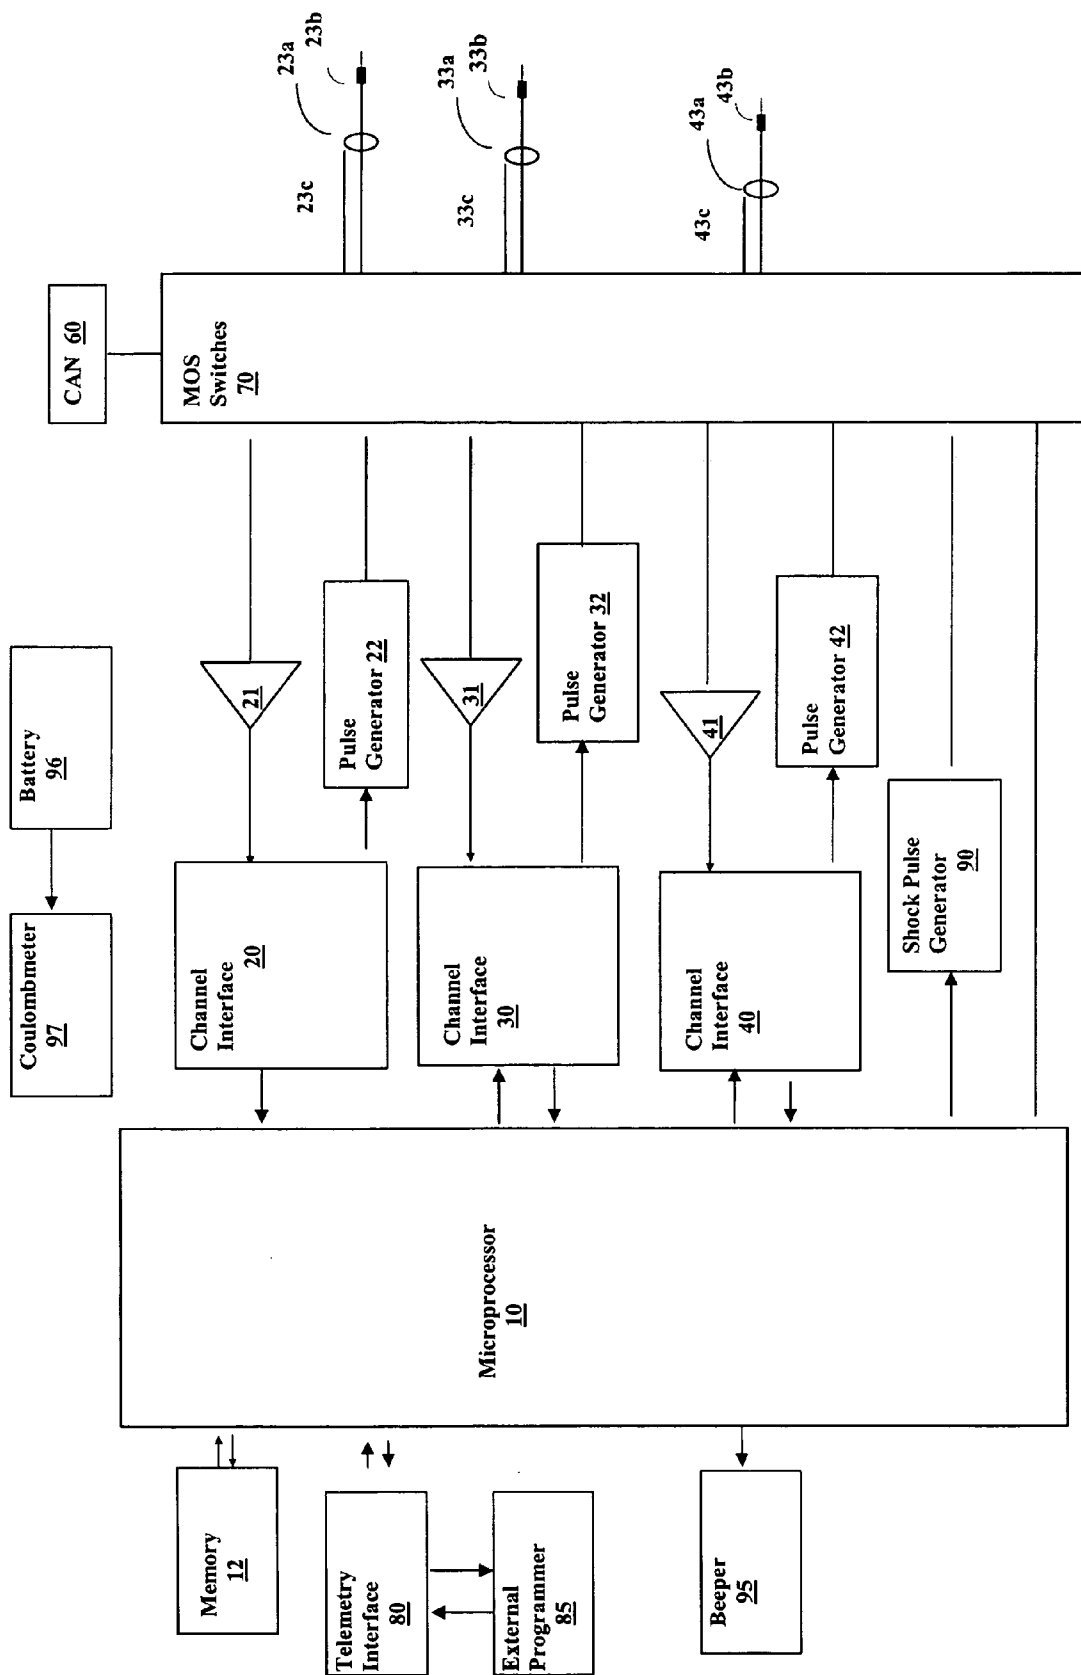 Battery
96
Coulombmeter
97
CAN 60
MOS
Switches
70
23a
23b
23c
33a
33b
33c
43a
43b
43c
21
Pulse
Generator 22
31
Pulse
Generator 32
41
Pulse
Generator 42
Channel
Interface
20
Channel
Interface
30
Channel
Interface
40
Shock Pulse
Generator
90
Microprocessor
10
Memory
12
Telemetry
Interface
80
External
Programmer
85
Beeper
95